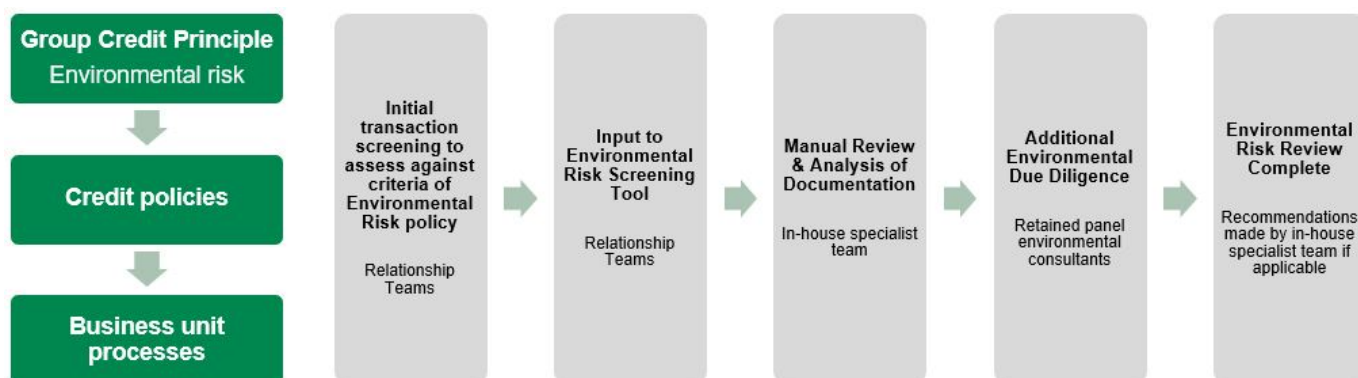 Group Credit Principle
Environmental risk
Credit policies
Business unit
processes
Initial
transaction
screening to
assess against
criteria of
Environmental
Risk policy
Relationship
Teams
Input to
Environmental
Risk Screening
Tool
Relationship
Teams
Manual Review
& Analysis of
Documentation
In-house specialist
team
Additional
Environmental
Due Diligence
Retained panel
environmental
consultants
Environmental
Risk Review
Complete
Recommendations
made by in-house
specialist team if
applicable